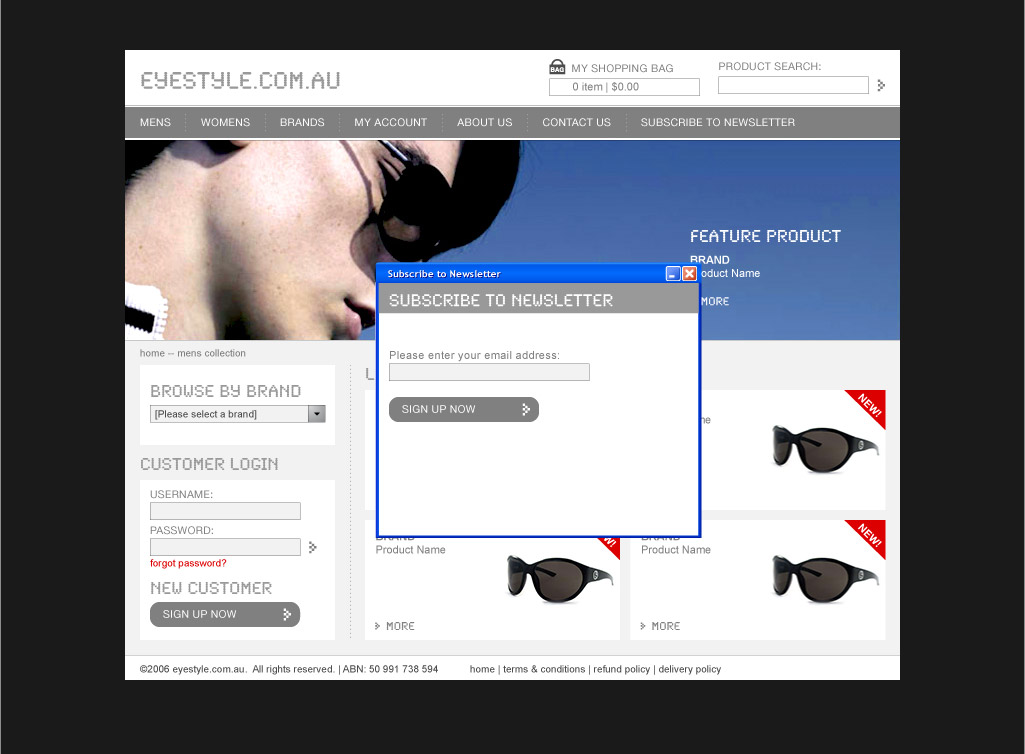 EYESTYLE.COM.AU
BAG MY SHOPPING BAG
0 item | $0.00
PRODUCT SEARCH:
MENS WOMENS BRANDS MY ACCOUNT ABOUT US CONTACT US SUBSCRIBE TO NEWSLETTER
FEATURE PRODUCT
BRAND
oduct Name
MORE
Subscribe to Newsletter
SUBSCRIBE TO NEWSLETTER
Please enter your email address:
SIGN UP NOW
home -- mens collection
BROWSE BY BRAND
[Please select a brand]
CUSTOMER LOGIN
USERNAME:
PASSWORD:
forgot password?
NEW CUSTOMER
SIGN UP NOW
L
me
NEW!
BRAND
Product Name
W!
MORE
BRAND
Product Name
NEW!
MORE
©2006 eyestyle.com.au. All rights reserved. | ABN: 50 991 738 594 home | terms & conditions | refund policy | delivery policy